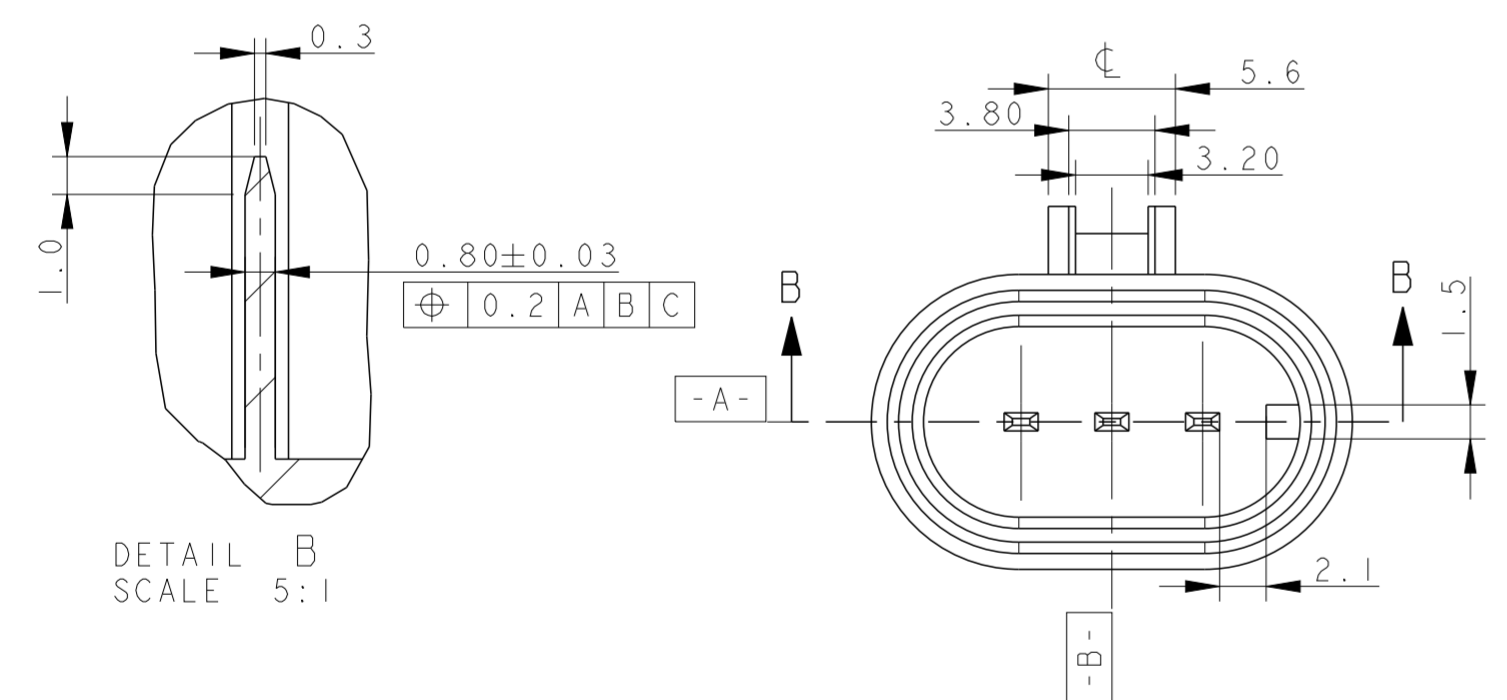 0.3
1.0
0.80±0.03
⌖ 0.2 A B C
DETAIL B
SCALE 5:1
℄
5.6
3.80
3.20
B
B
1.5
-A-
2.1
-B-